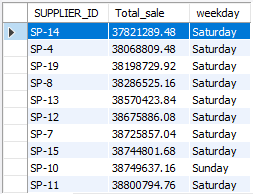 SUPPLIER_ID Total_sale weekday
SP-14 37821289.48 Saturday
SP-4 38068809.48 Saturday
SP-19 38198729.92 Saturday
SP-8 38286525.16 Saturday
SP-13 38570423.84 Saturday
SP-12 38675886.08 Saturday
SP-7 38725857.04 Saturday
SP-15 38744801.68 Saturday
SP-10 38749637.16 Sunday
SP-11 38800794.76 Saturday